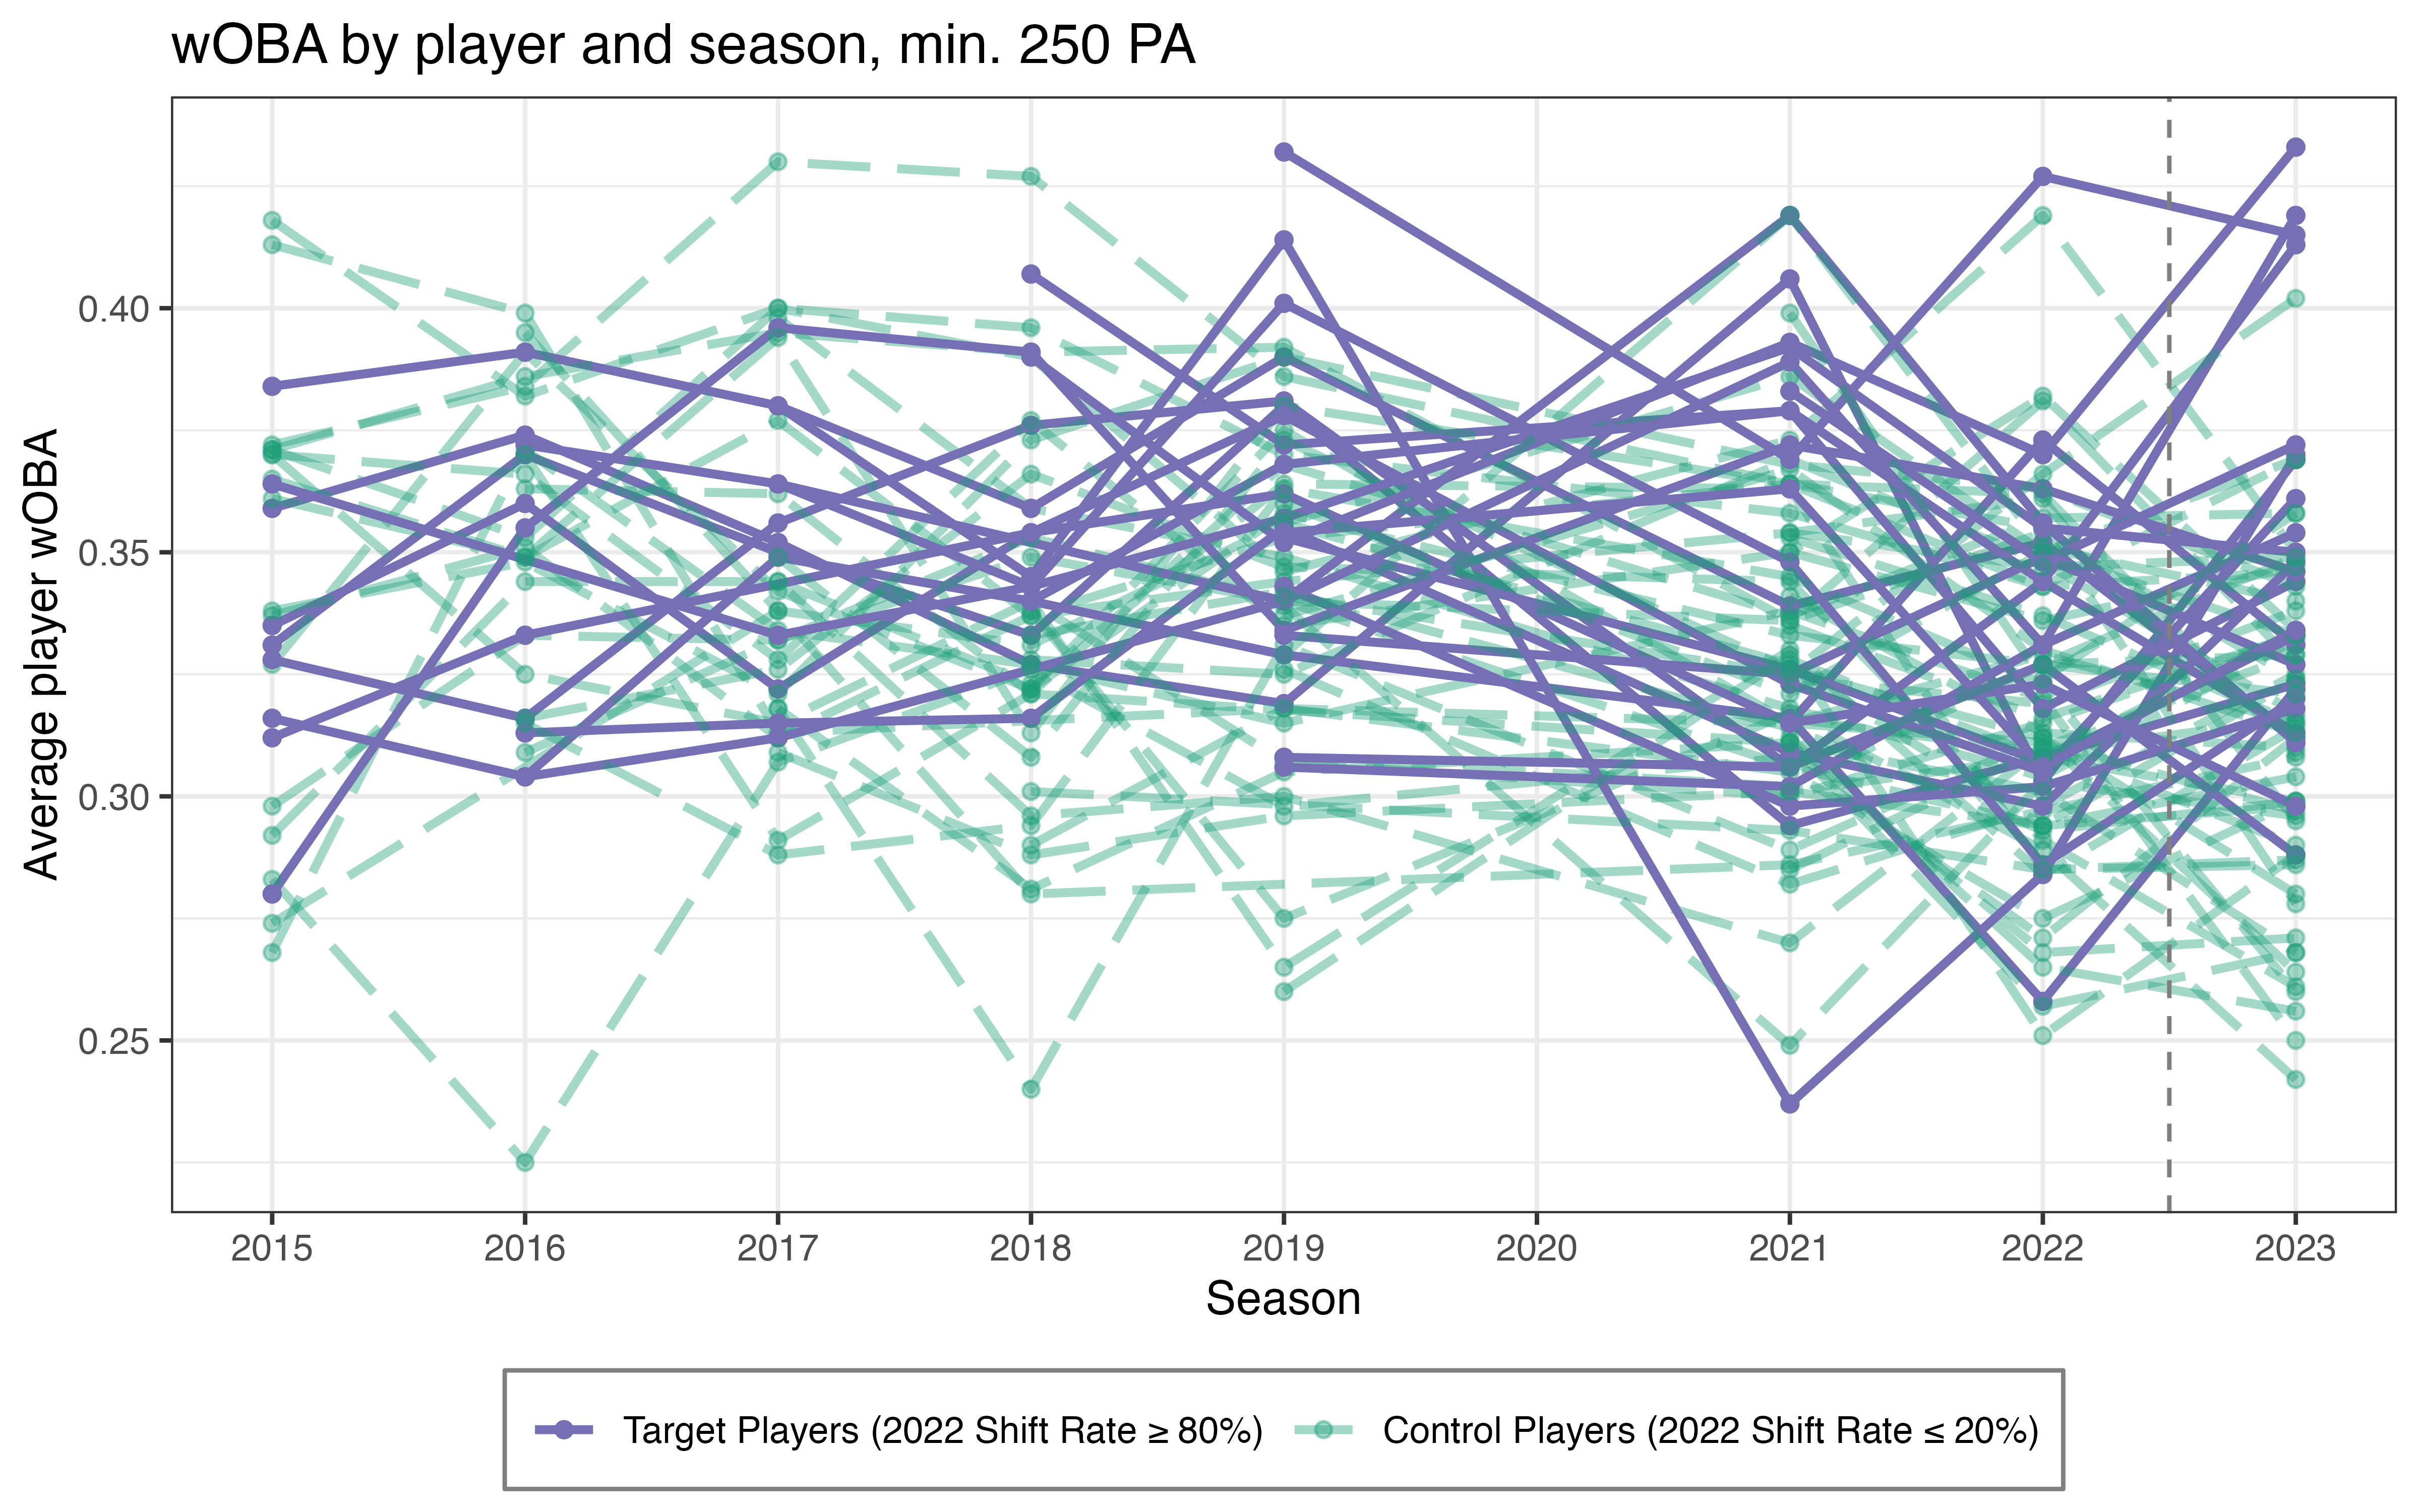 wOBA by player and season, min. 250 PA
Average player wOBA
0.40
0.35
0.30
0.25
2015 2016 2017 2018 2019 2020 2021 2022 2023
Season
Target Players (2022 Shift Rate ≥ 80%) Control Players (2022 Shift Rate ≤ 20%)